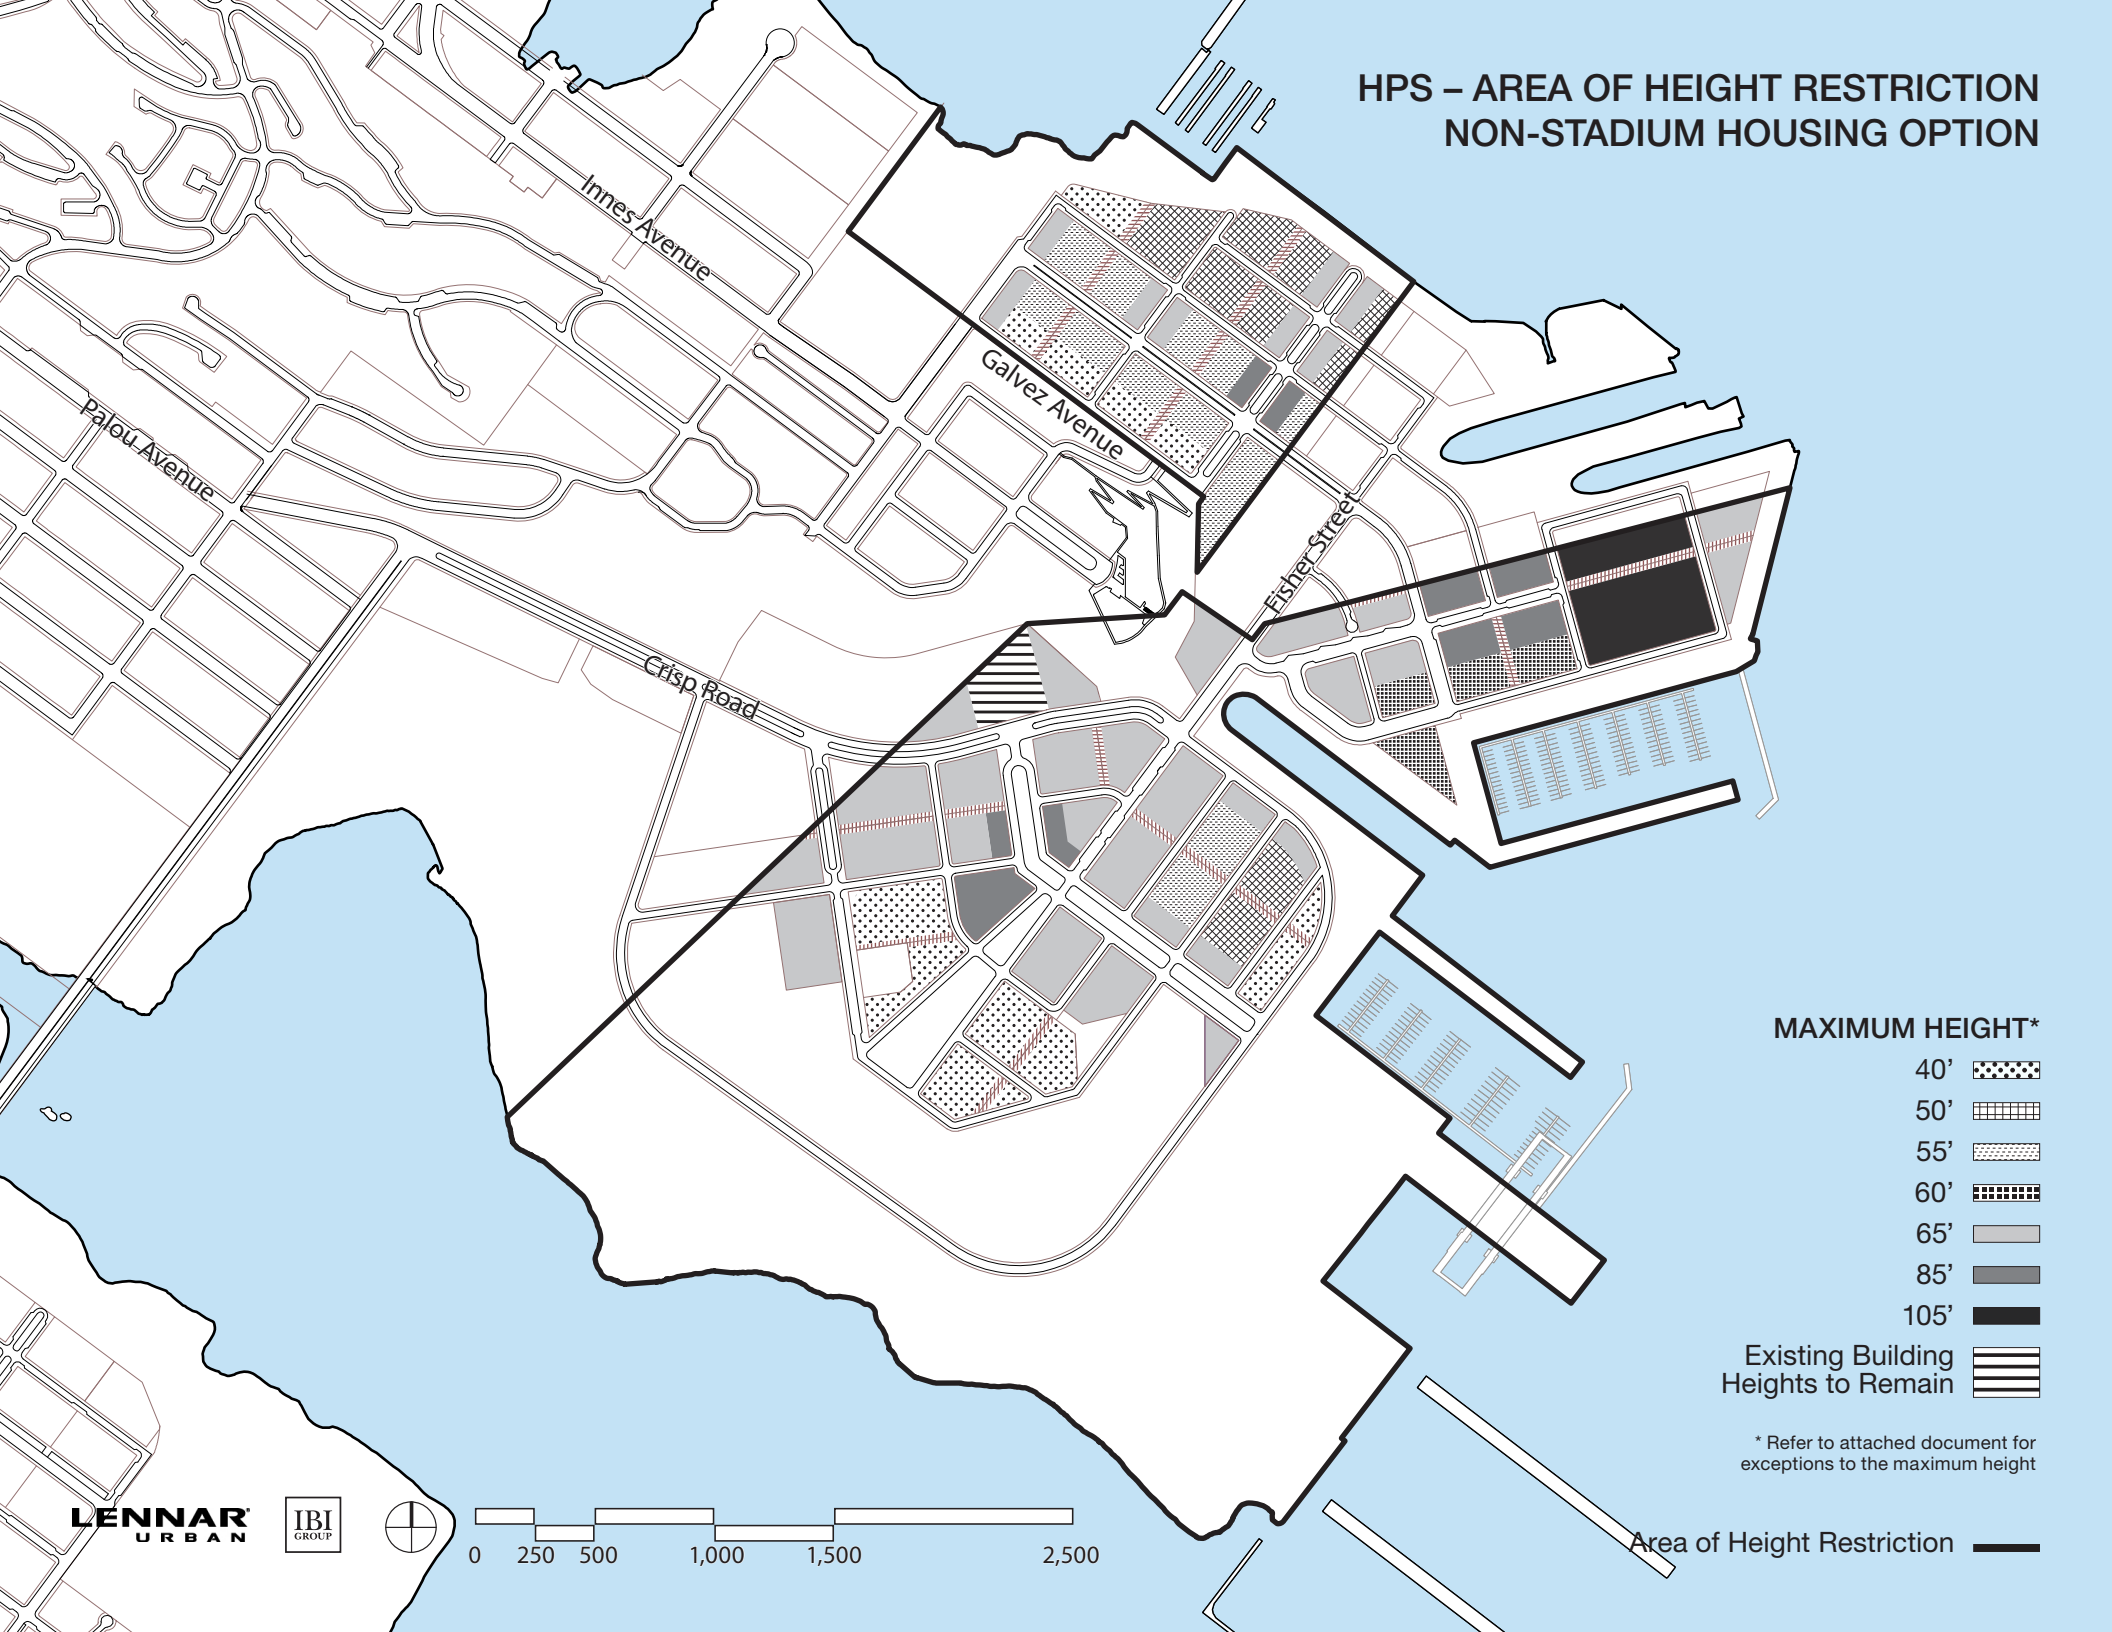 HPS – AREA OF HEIGHT RESTRICTION
NON-STADIUM HOUSING OPTION
Innes Avenue
Galvez Avenue
Palou Avenue
Fisher Street
Crisp Road
MAXIMUM HEIGHT*
40’
50’
55’
60’
65’
85’
105’
Existing Building
Heights to Remain
* Refer to attached document for
exceptions to the maximum height
Area of Height Restriction
LENNAR®
URBAN
IBI
GROUP
0 250 500 1,000 1,500 2,500